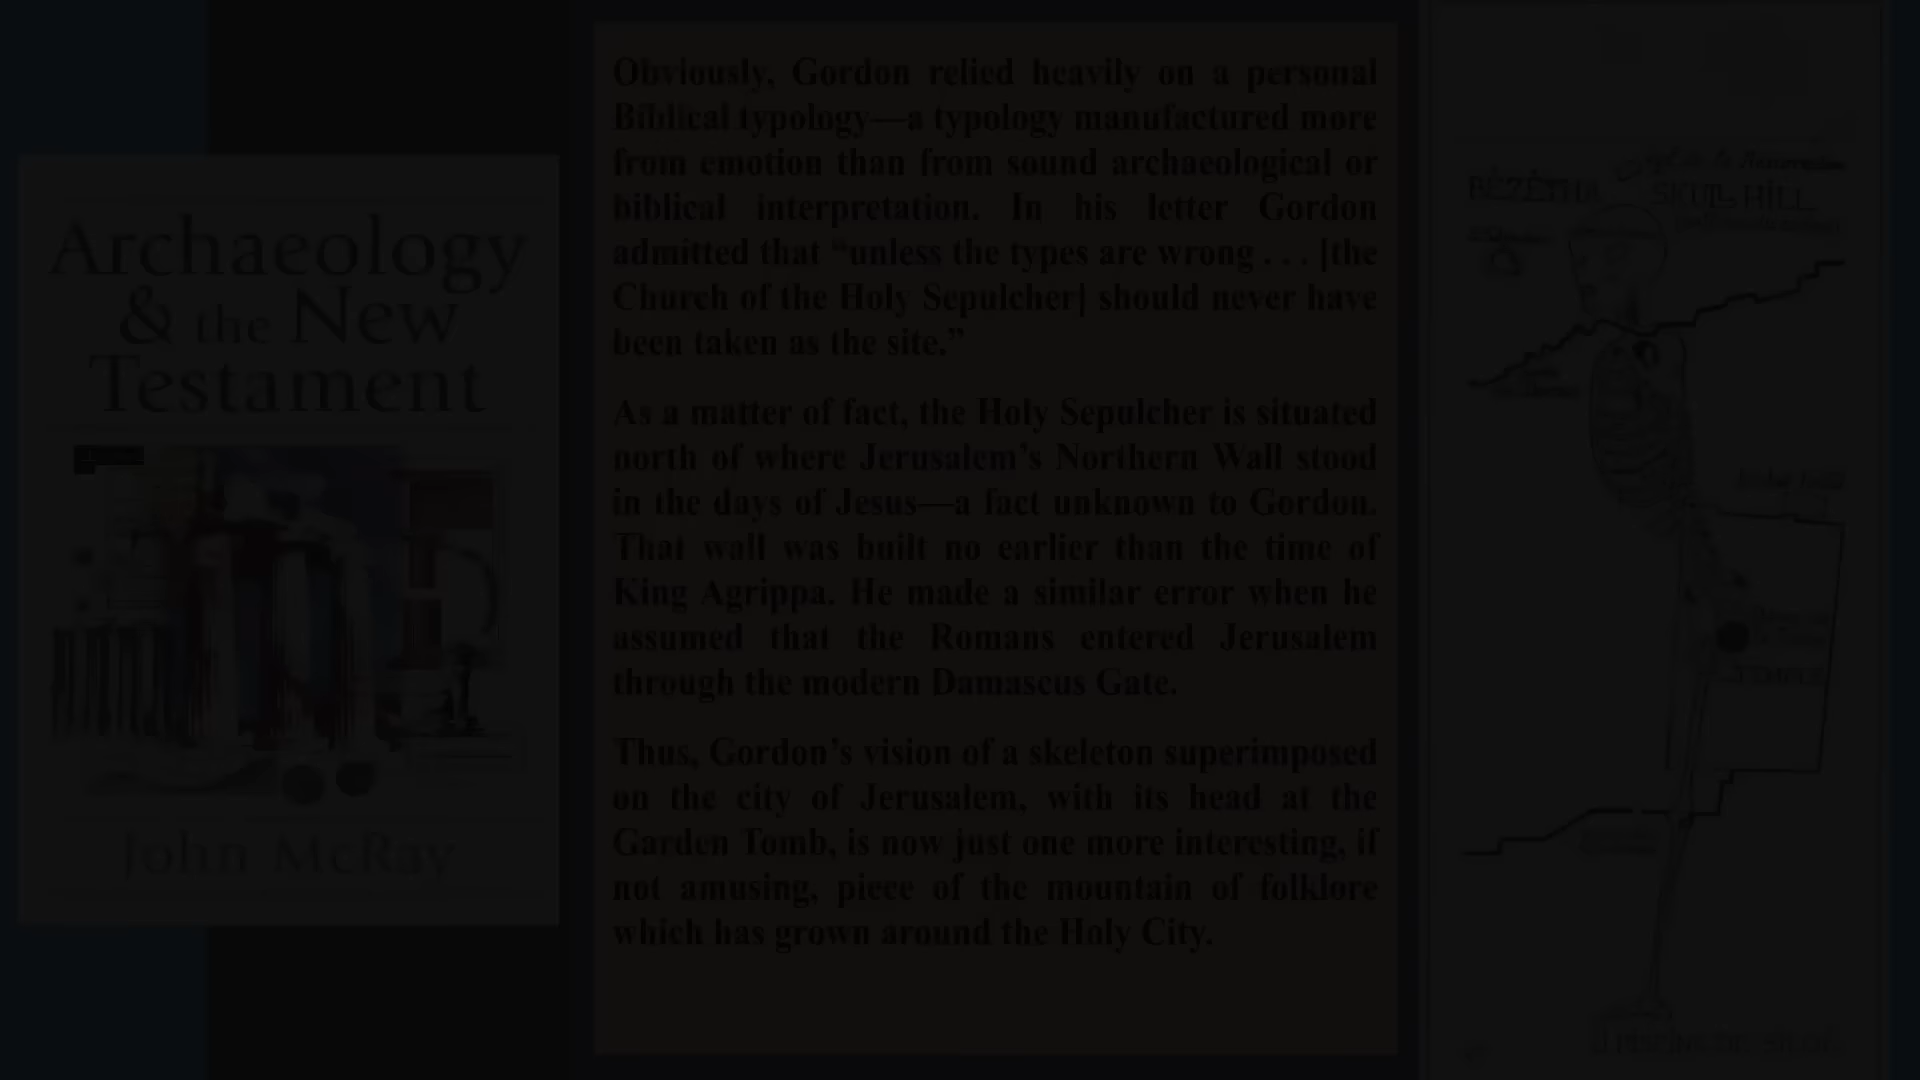 Archaeology
& the New
Testament
John McRay
Obviously, Gordon relied heavily on a personal
Biblical typology—a typology manufactured more
from emotion than from sound archaeological or
biblical interpretation. In his letter Gordon
admitted that “unless the types are wrong . . . [the
Church of the Holy Sepulcher] should never have
been taken as the site.”
As a matter of fact, the Holy Sepulcher is situated
north of where Jerusalem’s Northern Wall stood
in the days of Jesus—a fact unknown to Gordon.
That wall was built no earlier than the time of
King Agrippa. He made a similar error when he
assumed that the Romans entered Jerusalem
through the modern Damascus Gate.
Thus, Gordon’s vision of a skeleton superimposed
on the city of Jerusalem, with its head at the
Garden Tomb, is now just one more interesting, if
not amusing, piece of the mountain of folklore
which has grown around the Holy City.
BEZETHA
SKULL HILL
TEMPLE